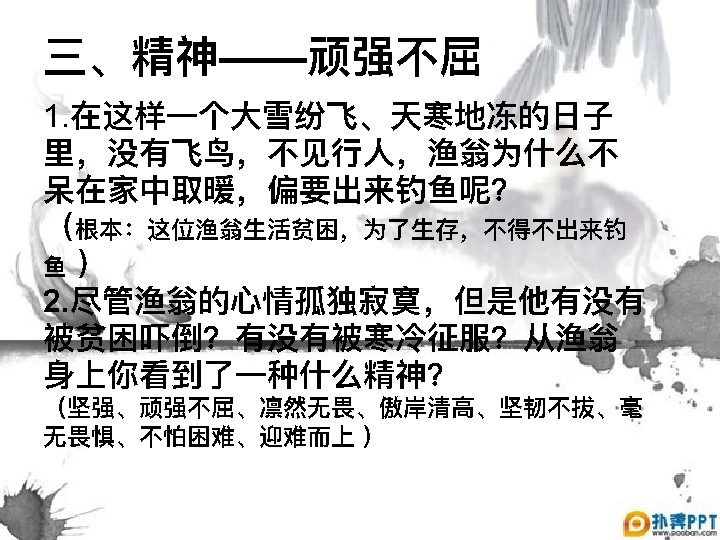 三、精神——顽强不屈
1.在这样一个大雪纷飞、天寒地冻的日子
里，没有飞鸟，不见行人，渔翁为什么不
呆在家中取暖，偏要出来钓鱼呢？
（根本：这位渔翁生活贫困，为了生存，不得不出来钓
鱼 ）
2.尽管渔翁的心情孤独寂寞，但是他有没有
被贫困吓倒？有没有被寒冷征服？从渔翁
身上你看到了一种什么精神？
（坚强、顽强不屈、凛然无畏、傲岸清高、坚韧不拔、毫
无畏惧、不怕困难、迎难而上 ）
扑奔PPT